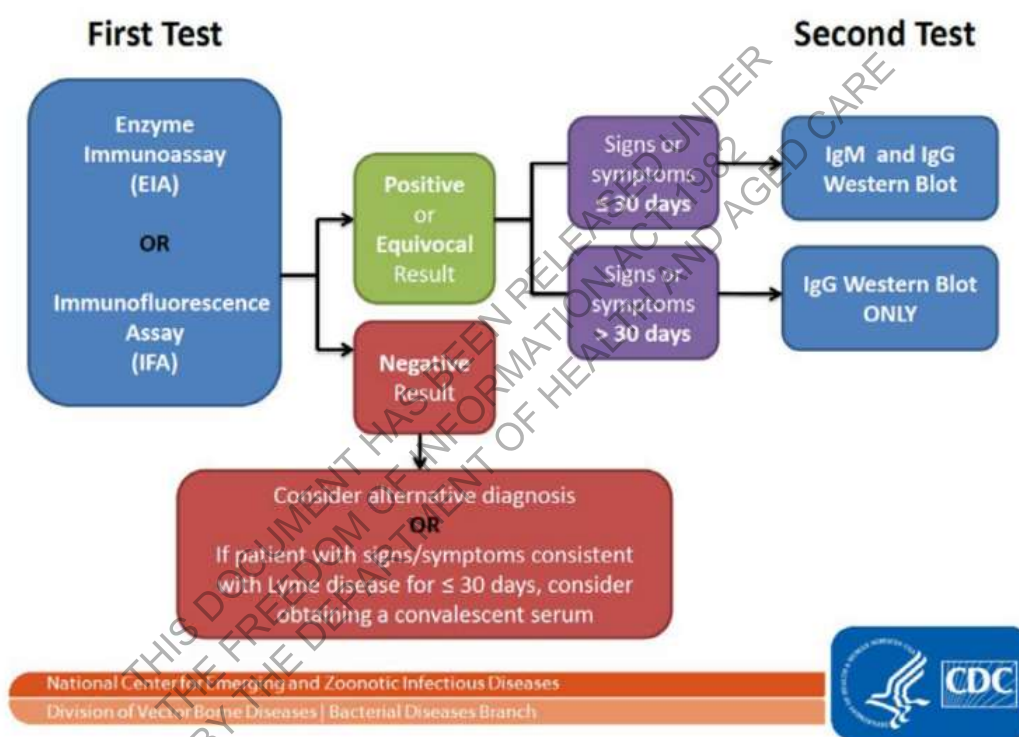 First Test
Second Test
Enzyme
Immunoassay
(EIA)
OR
Immunofluorescence
Assay
(IFA)
Positive
or
Equivocal
Result
Negative
Result
Signs or
symptoms
≤ 30 days
Signs or
symptoms
> 30 days
IgM and IgG
Western Blot
IgG Western Blot
ONLY
Consider alternative diagnosis
OR
If patient with signs/symptoms consistent
with Lyme disease for ≤ 30 days, consider
obtaining a convalescent serum
THIS DOCUMENT HAS BEEN RELEASED UNDER
THE FREEDOM OF INFORMATION ACT 1982
BY THE DEPARTMENT OF HEALTH AND AGED CARE
National Center for Emerging and Zoonotic Infectious Diseases
Division of Vector Borne Diseases | Bacterial Diseases Branch
CDC